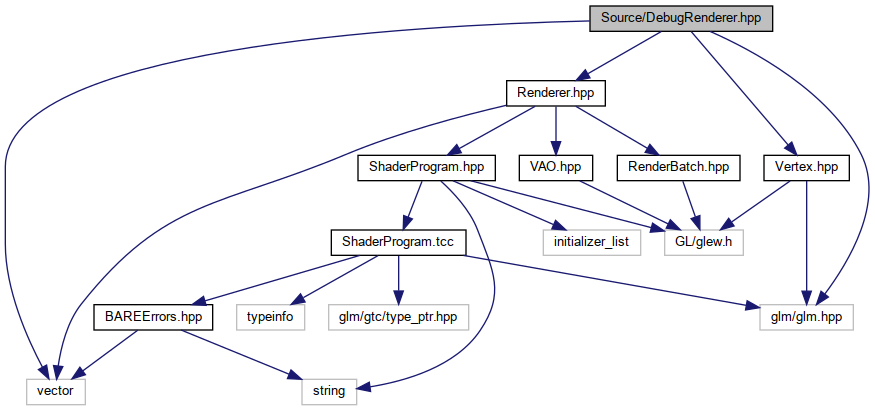 Source/DebugRenderer.hpp
Renderer.hpp
ShaderProgram.hpp
VAO.hpp
RenderBatch.hpp
Vertex.hpp
ShaderProgram.tcc
initializer_list
GL/glew.h
BAREErrors.hpp
typeinfo
glm/gtc/type_ptr.hpp
glm/glm.hpp
vector
string